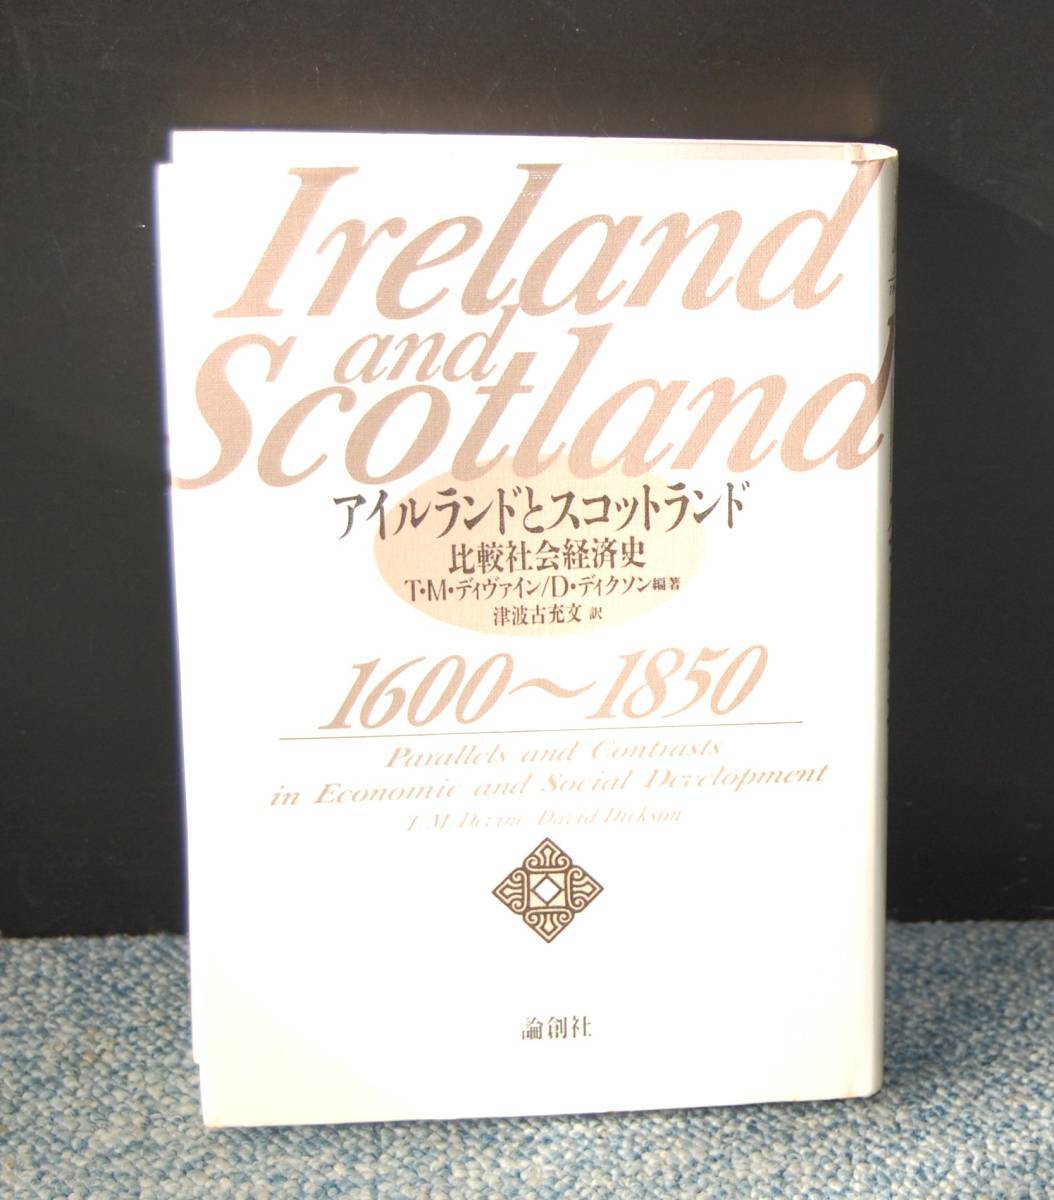 Ireland
and
Scotland
アイルランドとスコットランド
比較社会経済史
T・M・ディヴァイン/D・ディクソン編著
津波古充文 訳
1600〜1850
Parallels and Contrasts
in Economic and Social Development
T. M. Devine David Dickson
論創社